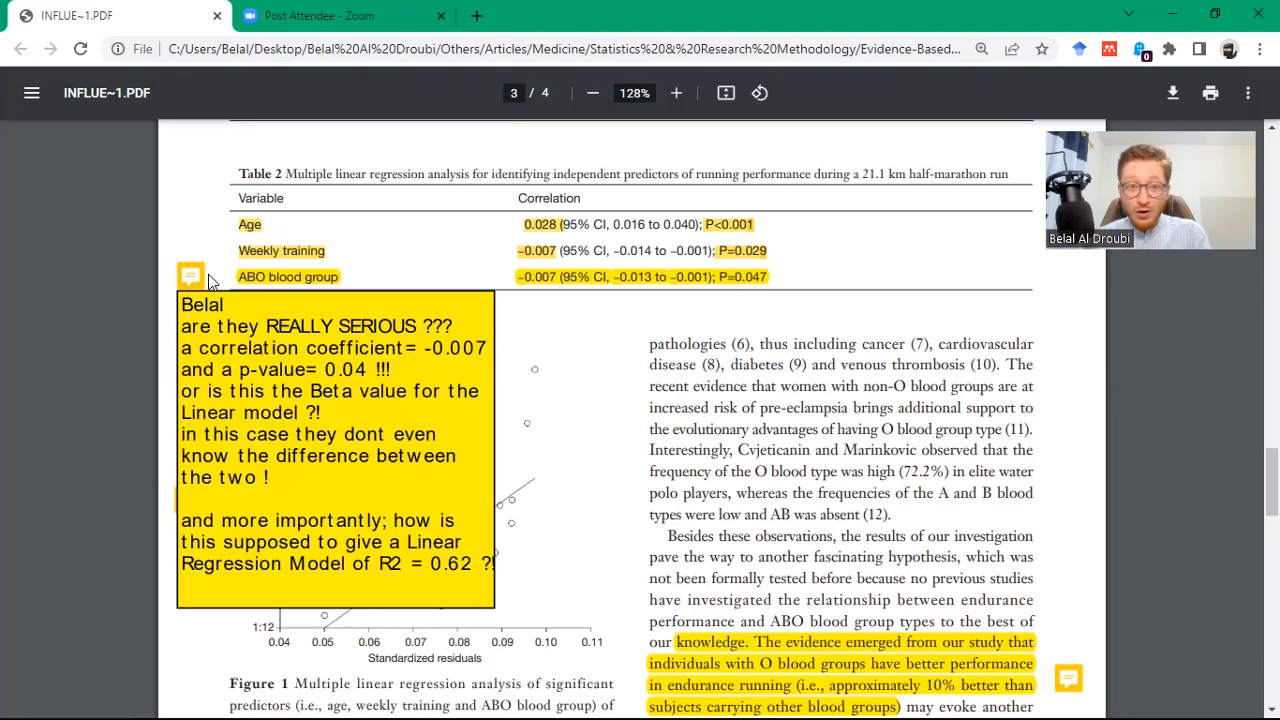 INFLUE~1.PDF
Post Attendee - Zoom
File
C:/Users/Belal/Desktop/Belal%20Al%20Droubi/Others/Articles/Medicine/Statistics%20&%20Research%20Methodology/Evidence-Based...
0
INFLUE~1.PDF
3 / 4
128%
Table 2 Multiple linear regression analysis for identifying independent predictors of running performance during a 21.1 km half-marathon run
Variable Correlation
Age 0.028 (95% CI, 0.016 to 0.040); P<0.001
Weekly training −0.007 (95% CI, −0.014 to −0.001); P=0.029
ABO blood group −0.007 (95% CI, −0.013 to −0.001); P=0.047
Belal Al Droubi
Belal
are they REALLY SERIOUS ???
a correlation coefficient= -0.007
and a p-value= 0.04 !!!
or is this the Beta value for the
Linear model ?!
in this case they dont even
know the difference between
the two !
and more importantly; how is
this supposed to give a Linear
Regression Model of R2 = 0.62 ?!
1:12
0.04 0.05 0.06 0.07 0.08 0.09 0.10 0.11
Standardized residuals
Figure 1 Multiple linear regression analysis of significant
predictors (i.e., age, weekly training and ABO blood group) of
pathologies (6), thus including cancer (7), cardiovascular
disease (8), diabetes (9) and venous thrombosis (10). The
recent evidence that women with non-O blood groups are at
increased risk of pre-eclampsia brings additional support to
the evolutionary advantages of having O blood group type (11).
Interestingly, Cvjeticanin and Marinkovic observed that the
frequency of the O blood type was high (72.2%) in elite water
polo players, whereas the frequencies of the A and B blood
types were low and AB was absent (12).
Besides these observations, the results of our investigation
pave the way to another fascinating hypothesis, which was
not been formally tested before because no previous studies
have investigated the relationship between endurance
performance and ABO blood group types to the best of
our knowledge. The evidence emerged from our study that
individuals with O blood groups have better performance
in endurance running (i.e., approximately 10% better than
subjects carrying other blood groups) may evoke another